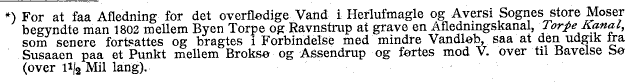 *) For at faa Afledning for det overflødige Vand i Herlufmagle og Aversi Sognes store Moser
begyndte man 1802 mellem Byen Torpe og Ravnstrup at grave en Afledningskanal, Torpe Kanal,
som senere fortsattes og bragtes i Forbindelse med mindre Vandløb, saa at den udgik fra
Susaaen paa et Punkt mellem Broksø og Assendrup og førtes mod V. over til Bavelse Sø
(over 1½ Mil lang).